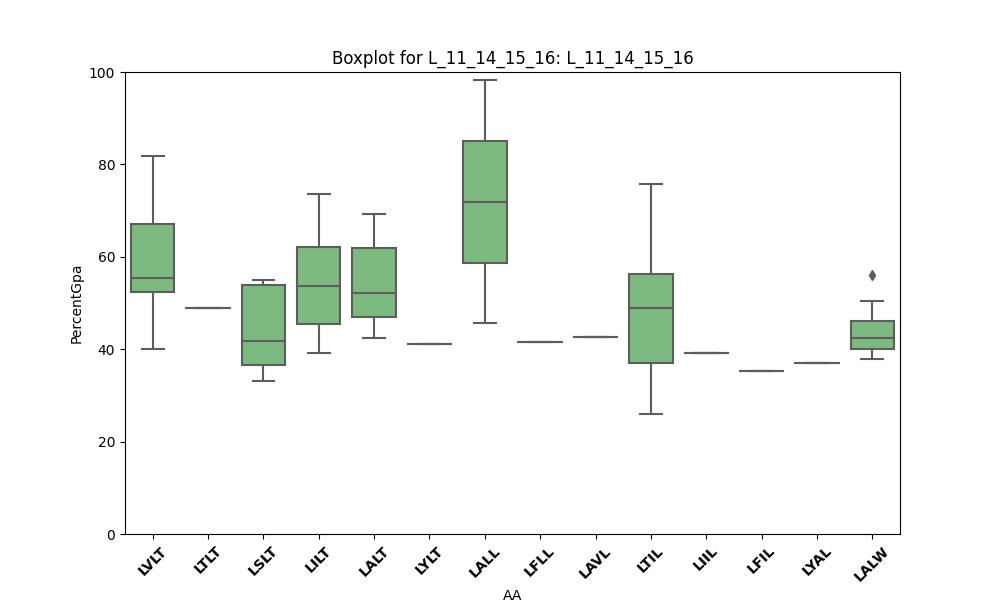 Boxplot for L_11_14_15_16: L_11_14_15_16
PercentGpa
100
80
60
40
20
0
LVLT
LTLT
LSLT
LILT
LALT
LYLT
LALL
LFLL
LAVL
LTIL
LIIL
LFIL
LYAL
LALW
AA